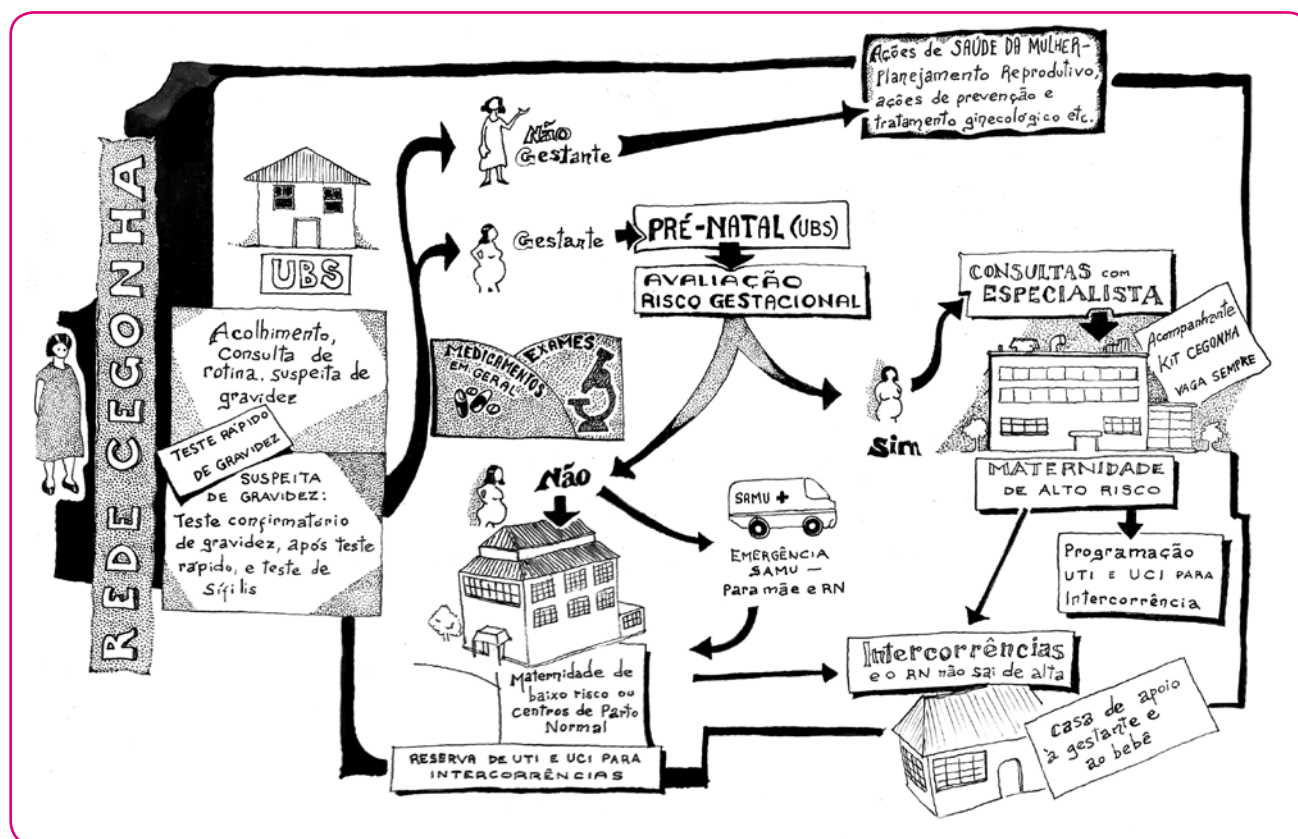 REDE CEGONHA
UBS
Acolhimento,
Consulta de
rotina, suspeita de
gravidez
TESTE RÁPIDO
DE GRAVIDEZ
SUSPEITA
DE GRAVIDEZ:
Teste confirmatório
de gravidez, após teste
rápido, e teste de
Sífilis
Não
Gestante
Ações de SAÚDE DA MULHER-
Planejamento Reprodutivo,
ações de prevenção e
tratamento ginecológico etc.
Gestante
PRÉ-NATAL (UBS)
AVALIAÇÃO
RISCO GESTACIONAL
MEDICAMENTOS
EM GERAL
EXAMES
Sim
CONSULTAS com
ESPECIALISTA
Acompanhante
KIT CEGONHA
VAGA SEMPRE
MATERNIDADE
DE ALTO RISCO
Programação
UTI E UCI PARA
Intercorrência
Não
SAMU +
EMERGÊNCIA
SAMU —
Para mãe e RN
Maternidade de
baixo risco ou
centros de Parto
Normal
RESERVA DE UTI E UCI PARA
INTERCORRÊNCIAS
Intercorrências
e o RN não sai de alta
casa de apoio
à gestante e
ao bebê